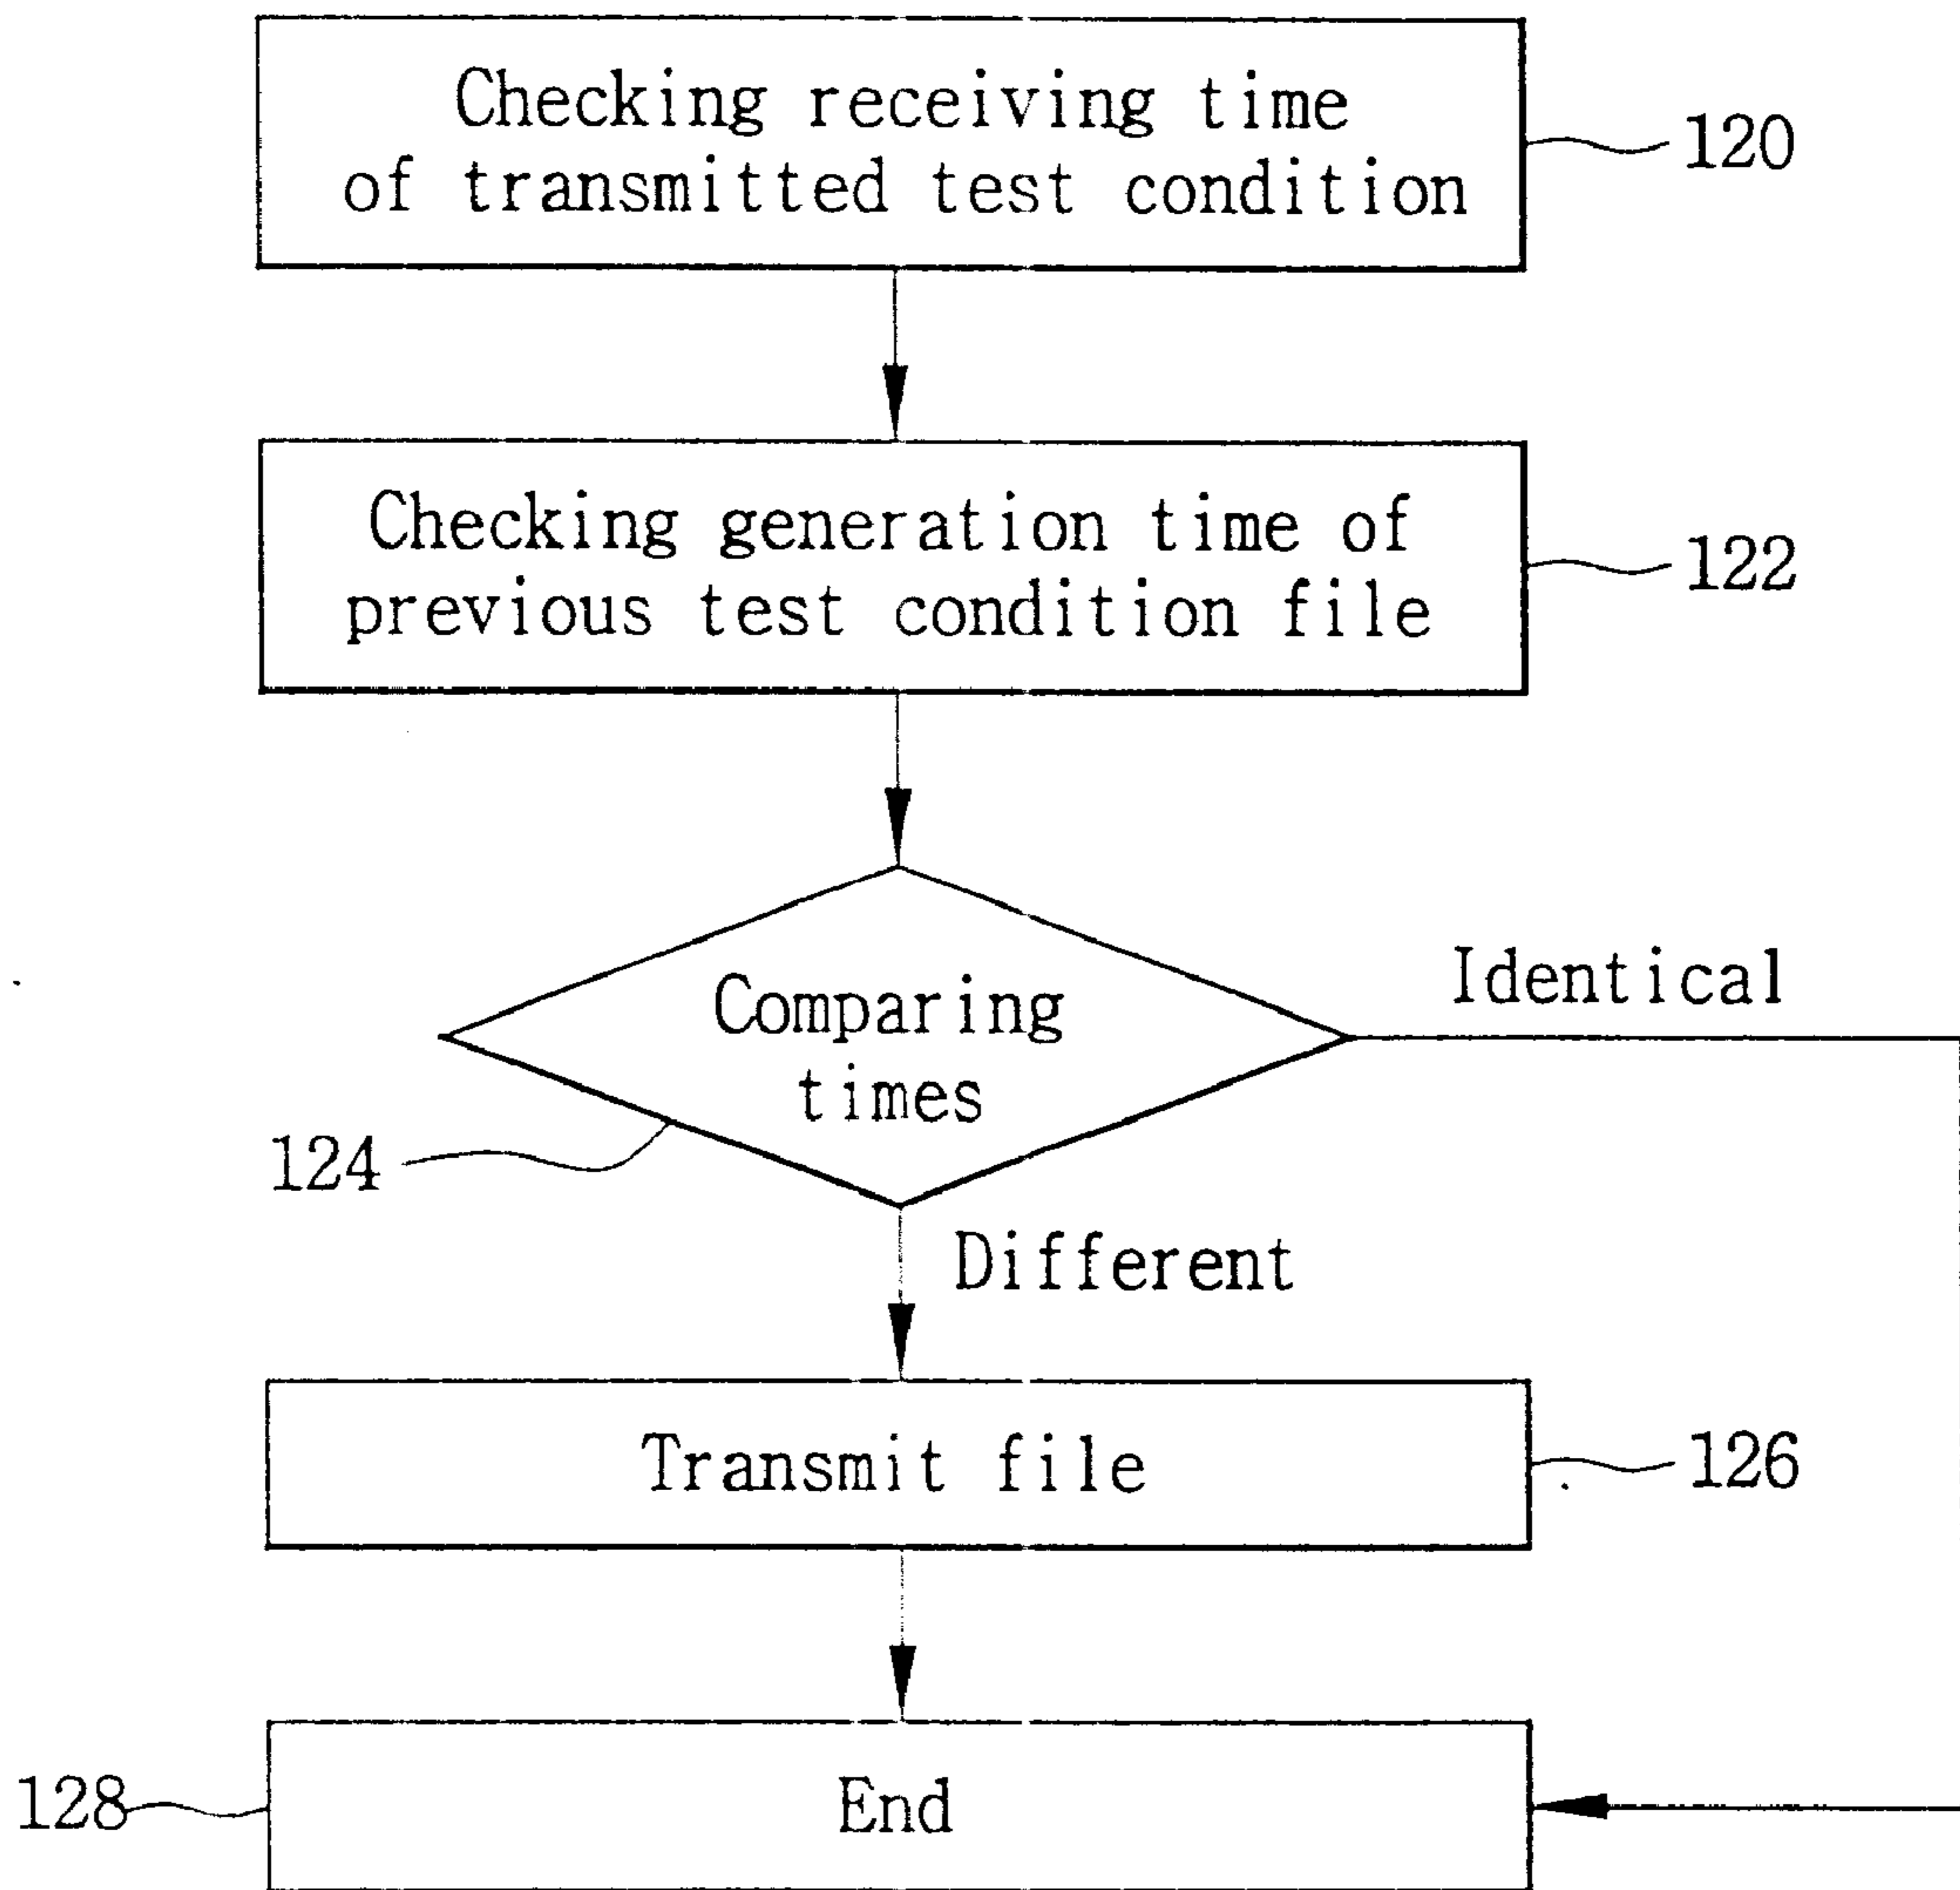 Checking receiving time
of transmitted test condition
120
Checking generation time of
previous test condition file
122
Comparing
times
Identical
124
Different
Transmit file
126
End
128